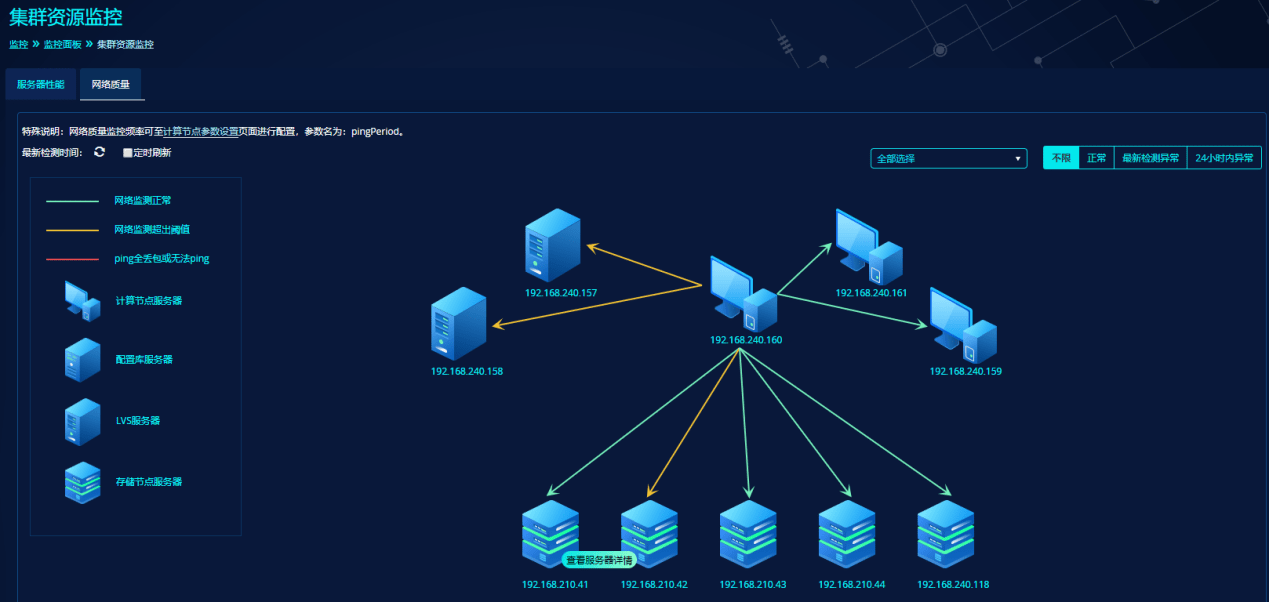 集群资源监控
监控 » 监控面板 » 集群资源监控
服务器性能 网络质量
特殊说明：网络质量监控频率可至计算节点参数设置页面进行配置，参数名为：pingPeriod。
最新检测时间： 定时刷新
全部选择 不限 正常 最新检测异常 24小时内异常
网络监测正常
网络监测超出阈值
ping全丢包或无法ping
计算节点服务器
配置库服务器
LVS服务器
存储节点服务器
192.168.240.157
192.168.240.161
192.168.240.160
192.168.240.158
192.168.240.159
查看服务器详情
192.168.210.41 192.168.210.42 192.168.210.43 192.168.210.44 192.168.240.118